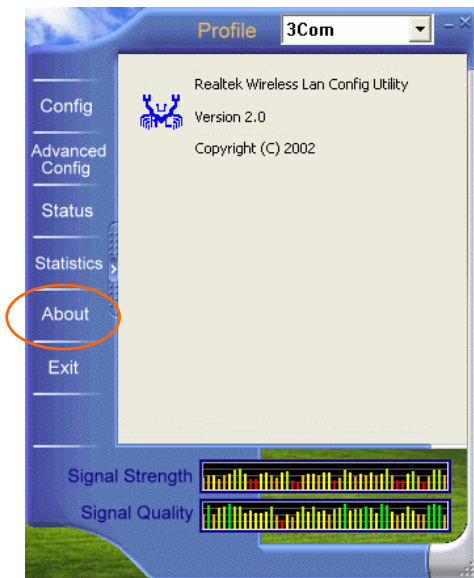 Profile
3Com
Realtek Wireless Lan Config Utility
Version 2.0
Copyright (C) 2002
Config
Advanced
Config
Status
Statistics
About
Exit
Signal Strength
Signal Quality